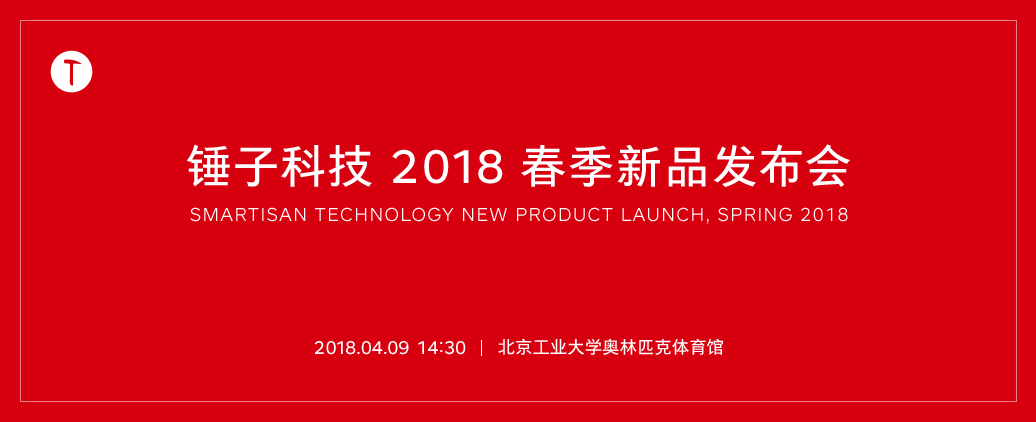 锤子科技 2018 春季新品发布会
SMARTISAN TECHNOLOGY NEW PRODUCT LAUNCH, SPRING 2018
2018.04.09 14:30 | 北京工业大学奥林匹克体育馆